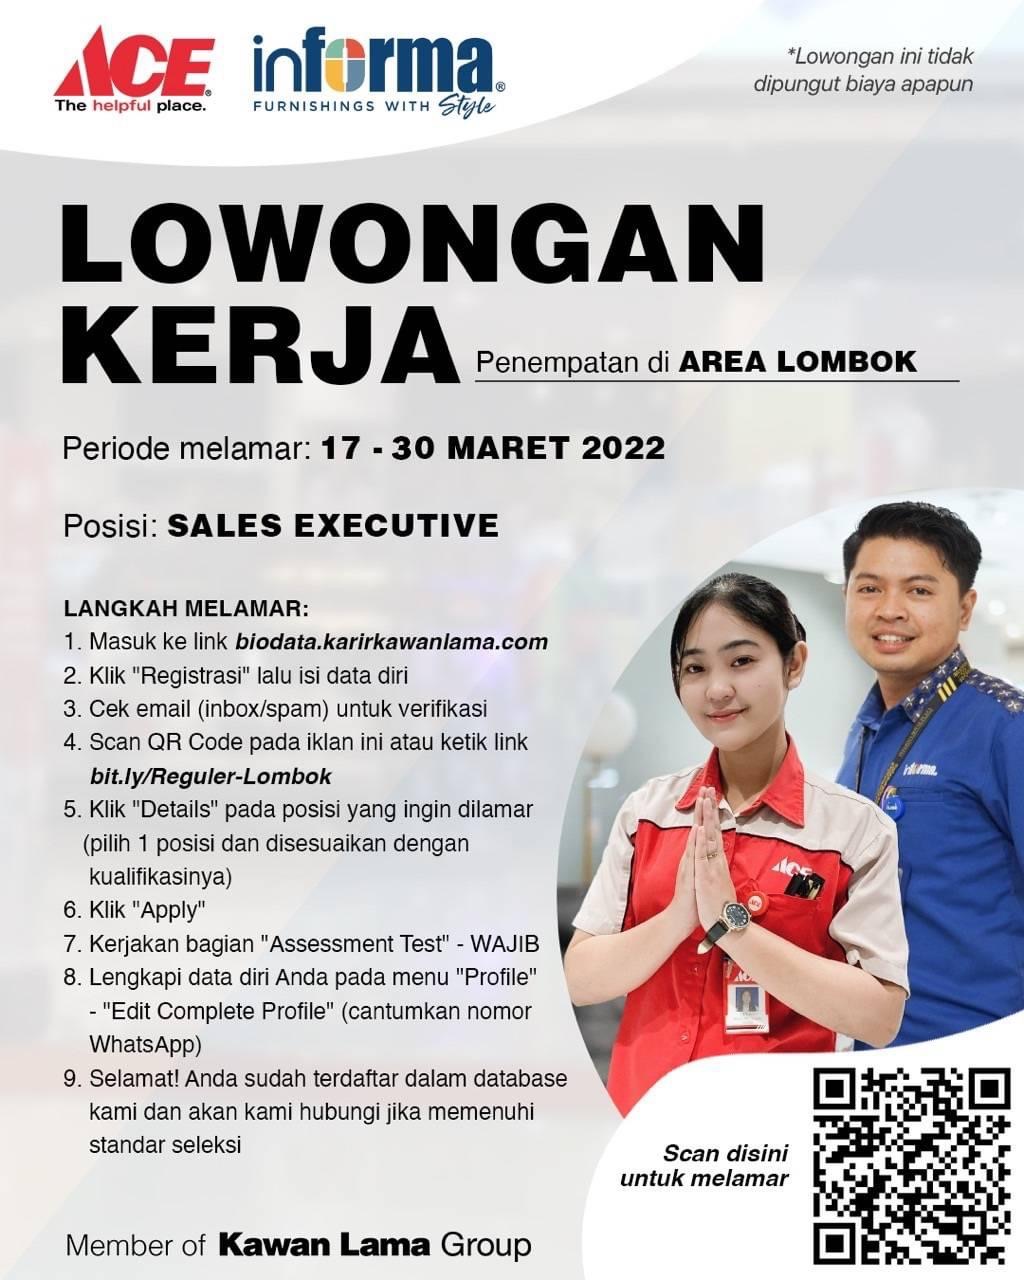 ACE®
The helpful place.
informa®
FURNISHINGS WITH Style
*Lowongan ini tidak
dipungut biaya apapun
LOWONGAN
KERJA
Penempatan di AREA LOMBOK
Periode melamar: 17 - 30 MARET 2022
Posisi: SALES EXECUTIVE
LANGKAH MELAMAR:
1. Masuk ke link biodata.karirkawanlama.com
2. Klik "Registrasi" lalu isi data diri
3. Cek email (inbox/spam) untuk verifikasi
4. Scan QR Code pada iklan ini atau ketik link
bit.ly/Reguler-Lombok
5. Klik "Details" pada posisi yang ingin dilamar
(pilih 1 posisi dan disesuaikan dengan
kualifikasinya)
6. Klik "Apply"
7. Kerjakan bagian "Assessment Test" - WAJIB
8. Lengkapi data diri Anda pada menu "Profile"
- "Edit Complete Profile" (cantumkan nomor
WhatsApp)
9. Selamat! Anda sudah terdaftar dalam database
kami dan akan kami hubungi jika memenuhi
standar seleksi
informa.
ACE
ACE
Scan disini
untuk melamar
Member of Kawan Lama Group